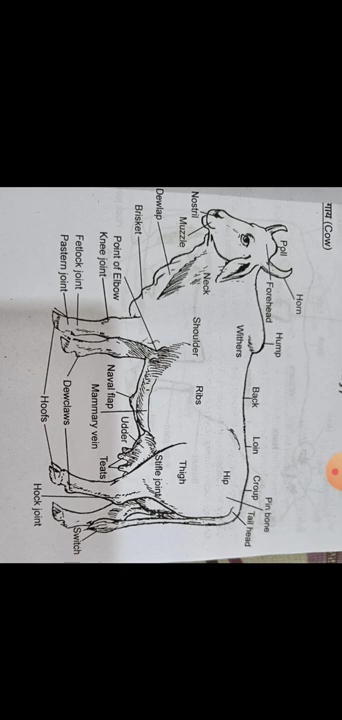 गाय (Cow)
Horn
Poll
Forehead
Hump
Withers
Back
Loin
Croup
Pin bone
Tail head
Hip
Nostril
Muzzle
Neck
Shoulder
Ribs
Thigh
Dewlap
Brisket
Stifle joint
Udder
Teats
Naval flap
Mammary vein
Point of Elbow
Knee joint
Fetlock joint
Pastern joint
Dewclaws
Hoofs
Switch
Hock joint